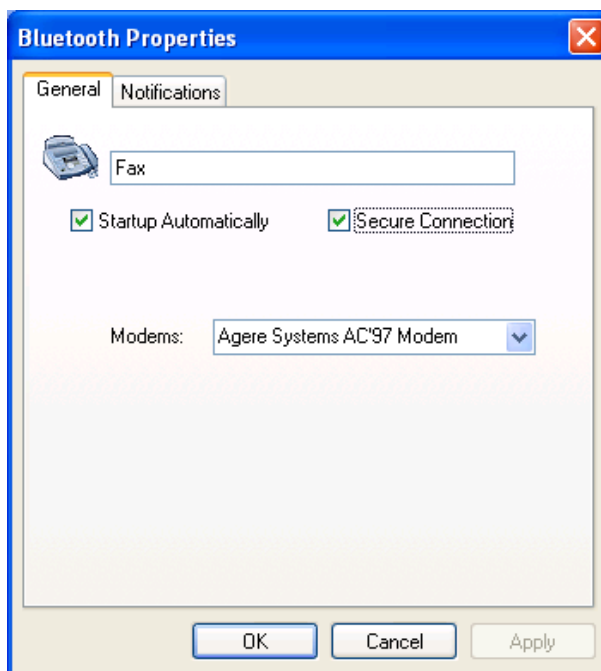 Bluetooth Properties
General Notifications
Fax
Startup Automatically Secure Connection
Modems: Agere Systems AC'97 Modem
OK Cancel Apply